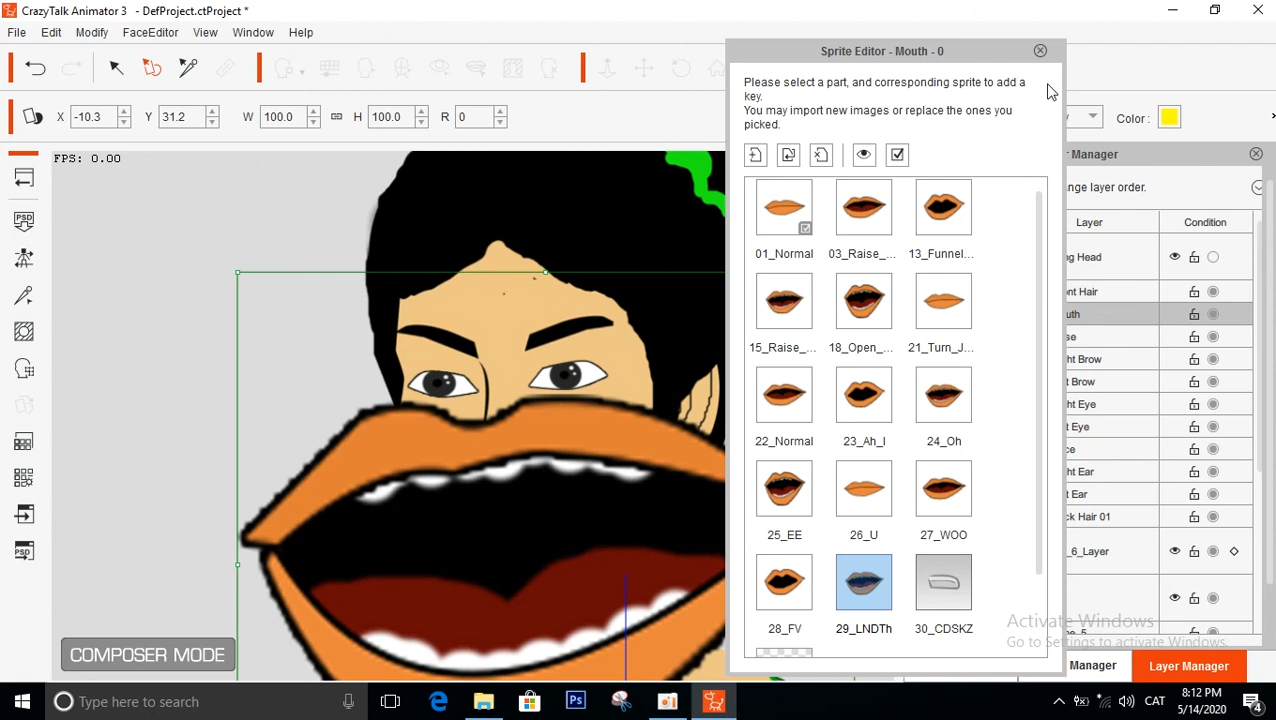 CrazyTalk Animator 3 - DefProject.ctProject *
File Edit Modify FaceEditor View Window Help
Sprite Editor - Mouth - 0
Please select a part, and corresponding sprite to add a
key.
You may import new images or replace the ones you
picked.
X -10.3 Y 31.2 W 100.0 H 100.0 R 0
Color :
FPS: 0.00
Manager
nge layer order.
Layer Condition
ng Head
ont Hair
uth
se
ht Brow
t Brow
ht Eye
t Eye
ce
ht Ear
t Ear
ck Hair 01
_6_Layer
01_Normal 03_Raise_... 13_Funnel...
15_Raise_... 18_Open_... 21_Turn_J...
22_Normal 23_Ah_I 24_Oh
25_EE 26_U 27_WOO
28_FV 29_LNDTh 30_CDSKZ
COMPOSER MODE
Activate Windows
Go to Settings to activate Windows.
Manager Layer Manager
Type here to search
CAT
8:12 PM
5/14/2020
4